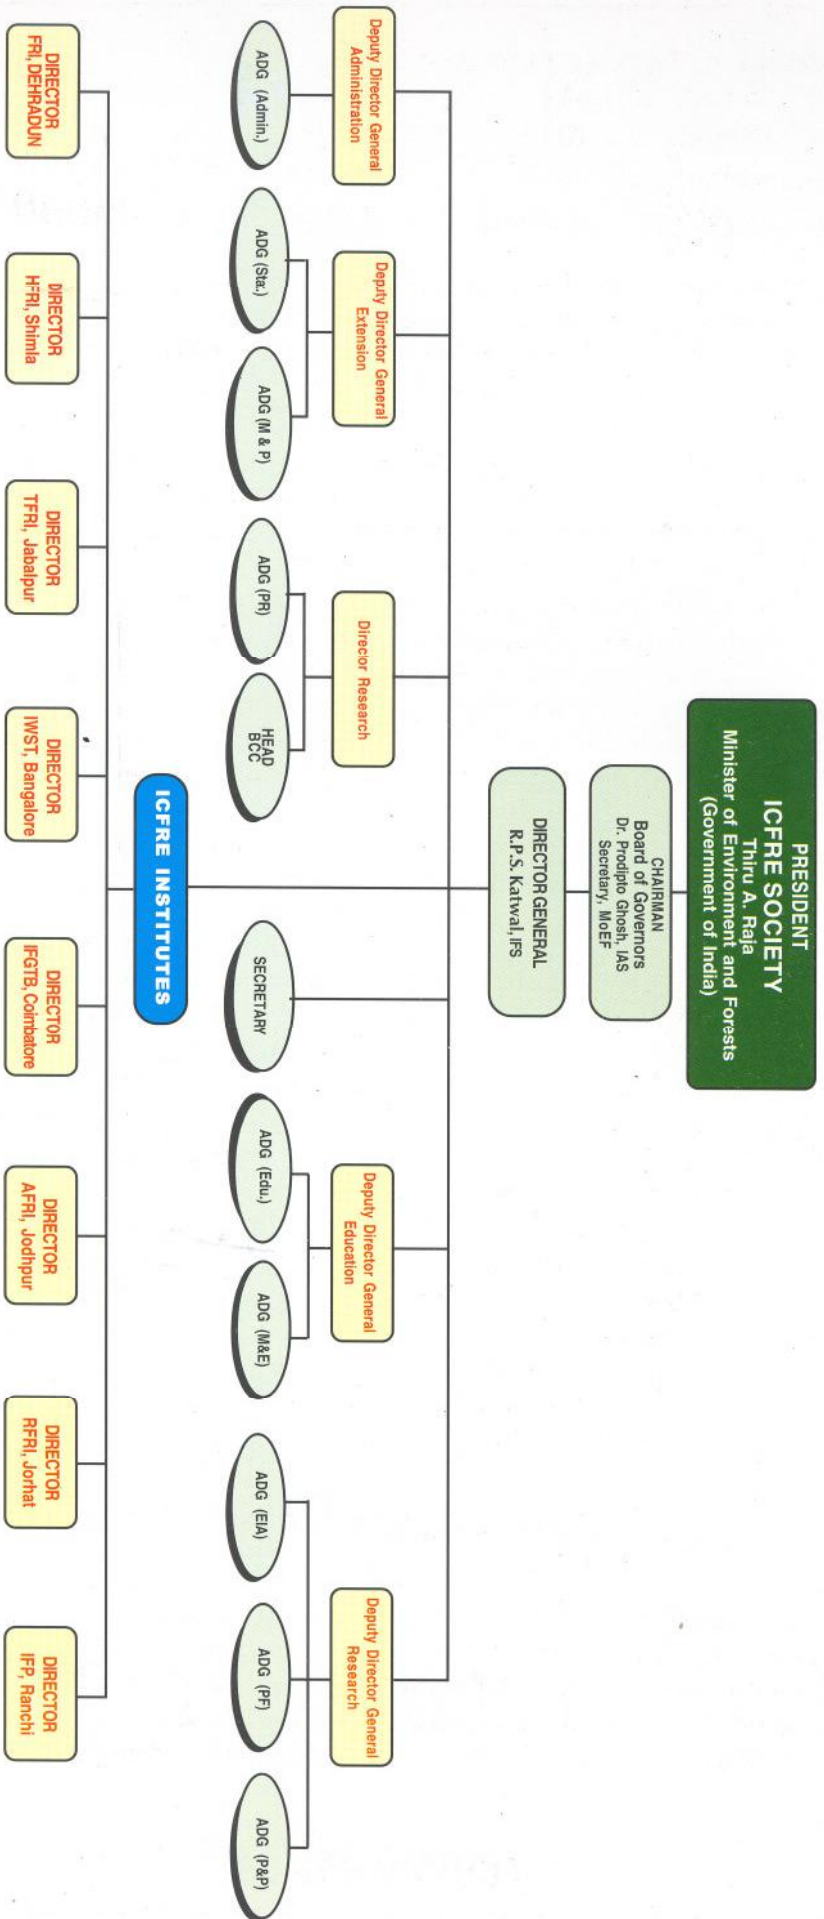 PRESIDENT
ICFRE SOCIETY
Thiru A. Raja
Minister of Environment and Forests
(Government of India)
CHAIRMAN
Board of Governors
Dr. Prodipto Ghosh, IAS
Secretary, MoEF
DIRECTOR GENERAL
R.P.S. Katwal, IFS
Deputy Director General
Administration
Deputy Director General
Extension
Director Research
Deputy Director General
Education
Deputy Director General
Research
ADG (Admin.)
ADG (Stat.)
ADG (M & P)
ADG (PR)
HEAD
BCC
SECRETARY
ADG (Edu.)
ADG (M&E)
ADG (EIA)
ADG (PF)
ADG (P&P)
ICFRE INSTITUTES
DIRECTOR
FRI, DEHRADUN
DIRECTOR
HFRI, Shimla
DIRECTOR
TFRI, Jabalpur
DIRECTOR
IWST, Bangalore
DIRECTOR
IFGTB, Coimbatore
DIRECTOR
AFRI, Jodhpur
DIRECTOR
RFRI, Jorhat
DIRECTOR
IFP, Ranchi